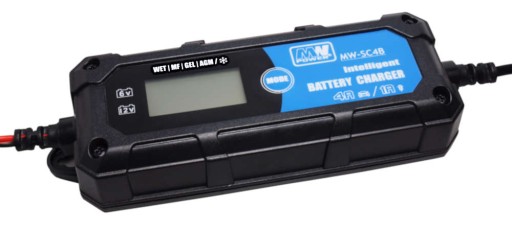 WET | MF | GEL | AGM /
MW
POWER
MW-SC4B
Intelligent
BATTERY CHARGER
4A / 1A
MODE
6V
12V